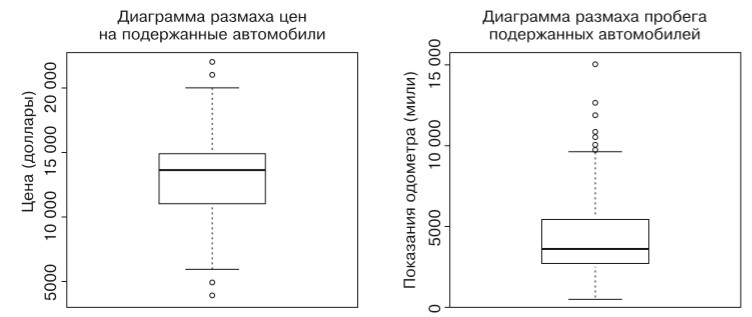 Диаграмма размаха цен
на подержанные автомобили
Цена (доллары)
20 000
15 000
10 000
5000
Диаграмма размаха пробега
подержанных автомобилей
Показания одометра (мили)
15 000
10 000
5000
0